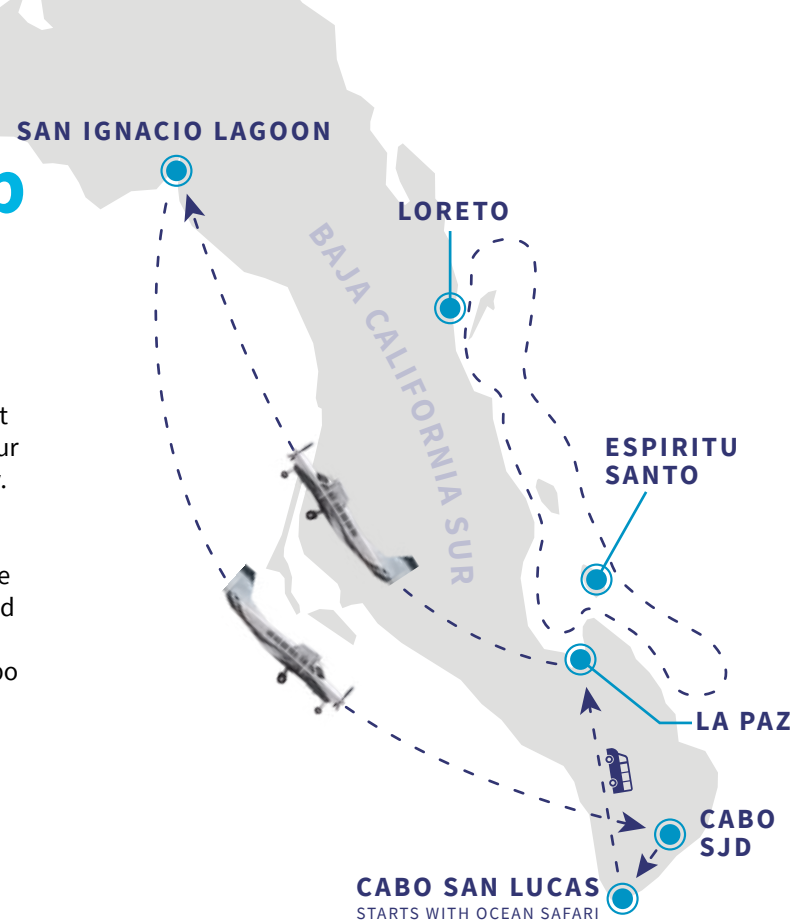 SAN IGNACIO LAGOON
LORETO
BAJA CALIFORNIA SUR
ESPIRITU
SANTO
LA PAZ
CABO
SJD
CABO SAN LUCAS
STARTS WITH OCEAN SAFARI